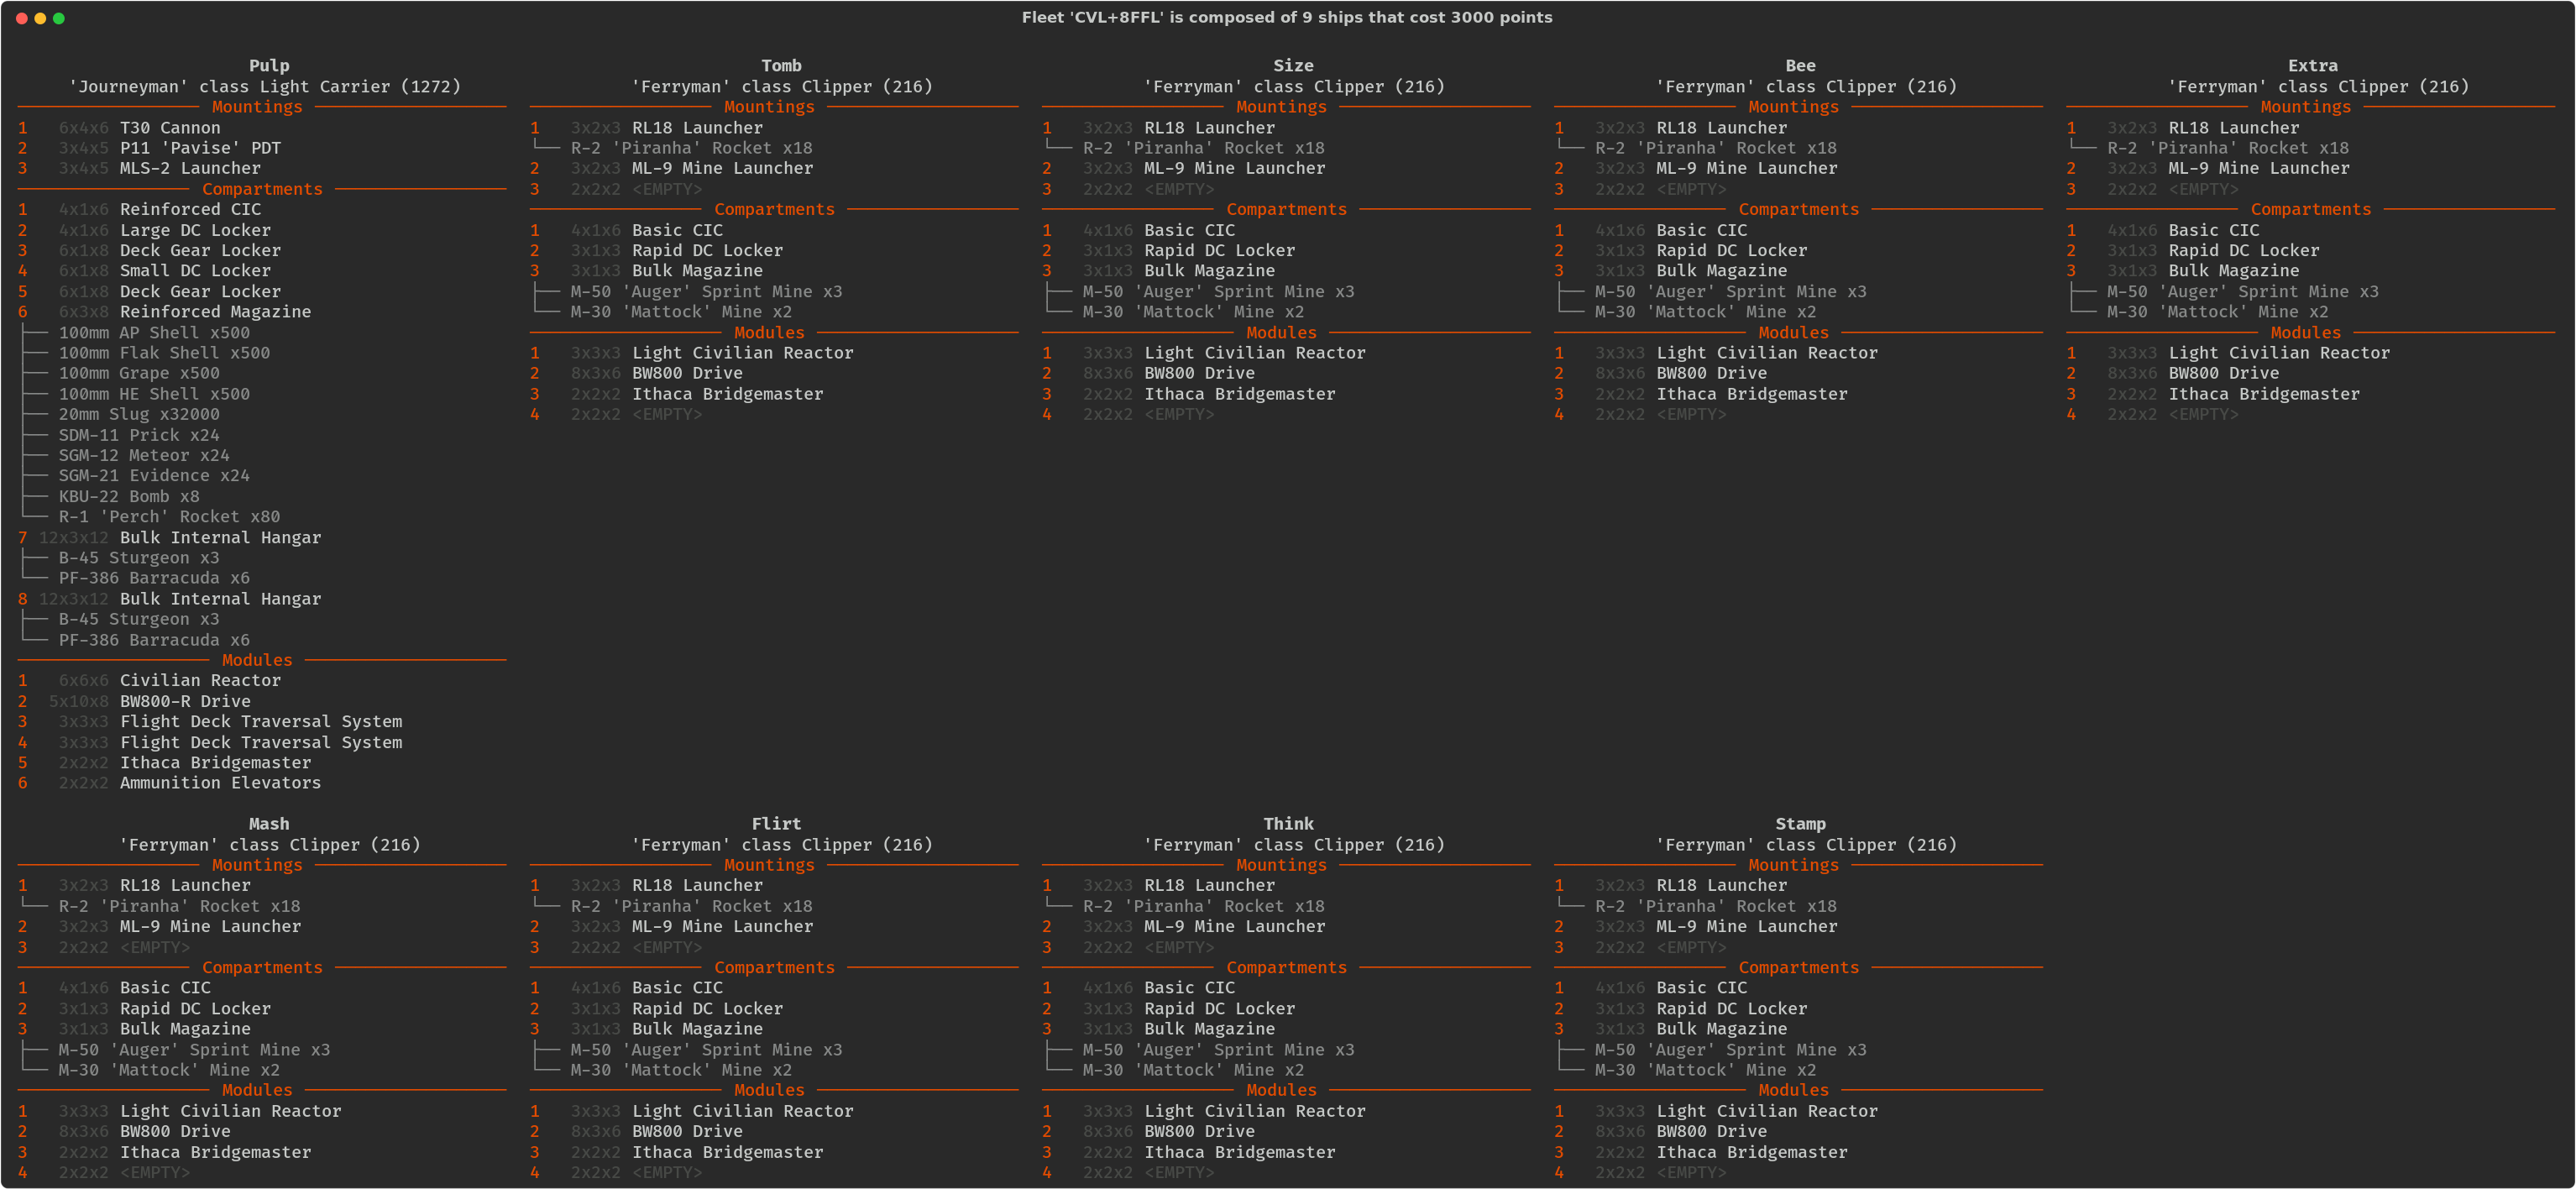 Fleet 'CVL+8FFL' is composed of 9 ships that cost 3000 points
Pulp
'Journeyman' class Light Carrier (1272)
Mountings
1 6x4x6 T30 Cannon
2 3x4x5 P11 'Pavise' PDT
3 3x4x5 MLS-2 Launcher
Compartments
1 4x1x6 Reinforced CIC
2 4x1x6 Large DC Locker
3 6x1x8 Deck Gear Locker
4 6x1x8 Small DC Locker
5 6x1x8 Deck Gear Locker
6 6x3x8 Reinforced Magazine
100mm AP Shell x500
100mm Flak Shell x500
100mm Grape x500
100mm HE Shell x500
20mm Slug x32000
SDM-11 Prick x24
SGM-12 Meteor x24
SGM-21 Evidence x24
KBU-22 Bomb x8
R-1 'Perch' Rocket x80
7 12x3x12 Bulk Internal Hangar
B-45 Sturgeon x3
PF-386 Barracuda x6
8 12x3x12 Bulk Internal Hangar
B-45 Sturgeon x3
PF-386 Barracuda x6
Modules
1 6x6x6 Civilian Reactor
2 5x10x8 BW800-R Drive
3 3x3x3 Flight Deck Traversal System
4 3x3x3 Flight Deck Traversal System
5 2x2x2 Ithaca Bridgemaster
6 2x2x2 Ammunition Elevators
Tomb
'Ferryman' class Clipper (216)
Mountings
1 3x2x3 RL18 Launcher
R-2 'Piranha' Rocket x18
2 3x2x3 ML-9 Mine Launcher
3 2x2x2 <EMPTY>
Compartments
1 4x1x6 Basic CIC
2 3x1x3 Rapid DC Locker
3 3x1x3 Bulk Magazine
M-50 'Auger' Sprint Mine x3
M-30 'Mattock' Mine x2
Modules
1 3x3x3 Light Civilian Reactor
2 8x3x6 BW800 Drive
3 2x2x2 Ithaca Bridgemaster
4 2x2x2 <EMPTY>
Size
'Ferryman' class Clipper (216)
Mountings
1 3x2x3 RL18 Launcher
R-2 'Piranha' Rocket x18
2 3x2x3 ML-9 Mine Launcher
3 2x2x2 <EMPTY>
Compartments
1 4x1x6 Basic CIC
2 3x1x3 Rapid DC Locker
3 3x1x3 Bulk Magazine
M-50 'Auger' Sprint Mine x3
M-30 'Mattock' Mine x2
Modules
1 3x3x3 Light Civilian Reactor
2 8x3x6 BW800 Drive
3 2x2x2 Ithaca Bridgemaster
4 2x2x2 <EMPTY>
Bee
'Ferryman' class Clipper (216)
Mountings
1 3x2x3 RL18 Launcher
R-2 'Piranha' Rocket x18
2 3x2x3 ML-9 Mine Launcher
3 2x2x2 <EMPTY>
Compartments
1 4x1x6 Basic CIC
2 3x1x3 Rapid DC Locker
3 3x1x3 Bulk Magazine
M-50 'Auger' Sprint Mine x3
M-30 'Mattock' Mine x2
Modules
1 3x3x3 Light Civilian Reactor
2 8x3x6 BW800 Drive
3 2x2x2 Ithaca Bridgemaster
4 2x2x2 <EMPTY>
Extra
'Ferryman' class Clipper (216)
Mountings
1 3x2x3 RL18 Launcher
R-2 'Piranha' Rocket x18
2 3x2x3 ML-9 Mine Launcher
3 2x2x2 <EMPTY>
Compartments
1 4x1x6 Basic CIC
2 3x1x3 Rapid DC Locker
3 3x1x3 Bulk Magazine
M-50 'Auger' Sprint Mine x3
M-30 'Mattock' Mine x2
Modules
1 3x3x3 Light Civilian Reactor
2 8x3x6 BW800 Drive
3 2x2x2 Ithaca Bridgemaster
4 2x2x2 <EMPTY>
Mash
'Ferryman' class Clipper (216)
Mountings
1 3x2x3 RL18 Launcher
R-2 'Piranha' Rocket x18
2 3x2x3 ML-9 Mine Launcher
3 2x2x2 <EMPTY>
Compartments
1 4x1x6 Basic CIC
2 3x1x3 Rapid DC Locker
3 3x1x3 Bulk Magazine
M-50 'Auger' Sprint Mine x3
M-30 'Mattock' Mine x2
Modules
1 3x3x3 Light Civilian Reactor
2 8x3x6 BW800 Drive
3 2x2x2 Ithaca Bridgemaster
4 2x2x2 <EMPTY>
Flirt
'Ferryman' class Clipper (216)
Mountings
1 3x2x3 RL18 Launcher
R-2 'Piranha' Rocket x18
2 3x2x3 ML-9 Mine Launcher
3 2x2x2 <EMPTY>
Compartments
1 4x1x6 Basic CIC
2 3x1x3 Rapid DC Locker
3 3x1x3 Bulk Magazine
M-50 'Auger' Sprint Mine x3
M-30 'Mattock' Mine x2
Modules
1 3x3x3 Light Civilian Reactor
2 8x3x6 BW800 Drive
3 2x2x2 Ithaca Bridgemaster
4 2x2x2 <EMPTY>
Think
'Ferryman' class Clipper (216)
Mountings
1 3x2x3 RL18 Launcher
R-2 'Piranha' Rocket x18
2 3x2x3 ML-9 Mine Launcher
3 2x2x2 <EMPTY>
Compartments
1 4x1x6 Basic CIC
2 3x1x3 Rapid DC Locker
3 3x1x3 Bulk Magazine
M-50 'Auger' Sprint Mine x3
M-30 'Mattock' Mine x2
Modules
1 3x3x3 Light Civilian Reactor
2 8x3x6 BW800 Drive
3 2x2x2 Ithaca Bridgemaster
4 2x2x2 <EMPTY>
Stamp
'Ferryman' class Clipper (216)
Mountings
1 3x2x3 RL18 Launcher
R-2 'Piranha' Rocket x18
2 3x2x3 ML-9 Mine Launcher
3 2x2x2 <EMPTY>
Compartments
1 4x1x6 Basic CIC
2 3x1x3 Rapid DC Locker
3 3x1x3 Bulk Magazine
M-50 'Auger' Sprint Mine x3
M-30 'Mattock' Mine x2
Modules
1 3x3x3 Light Civilian Reactor
2 8x3x6 BW800 Drive
3 2x2x2 Ithaca Bridgemaster
4 2x2x2 <EMPTY>